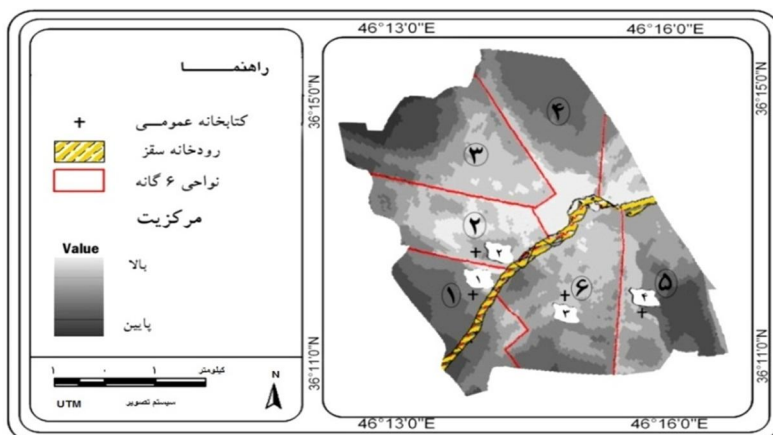 راهنمـــــــا
+ کتابخانه عمومـــی
رودخانه سقز
نواحی ۶ گانه
مرکزیت
Value
بالا
پایین
۱ ۰ ۱ کیلومتر
UTM سیستم تصویر
N
46°13'0"E 46°16'0"E
36°15'0"N 36°15'0"N
۴
۳
۲
۲
۱
۱
۶
۳
۵
۴
36°11'0"N 36°11'0"N
46°13'0"E 46°16'0"E